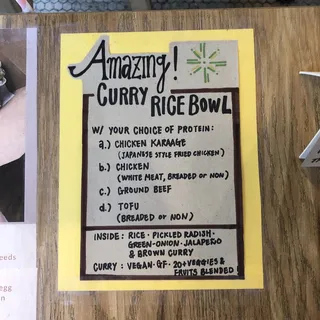 Amazing!
CURRY RICE BOWL
W/ YOUR CHOICE OF PROTEIN:
a.) CHICKEN KARAAGE
(JAPANESE STYLE FRIED CHICKEN)
b.) CHICKEN
(WHITE MEAT, BREADED OR NON)
c.) GROUND BEEF
d.) TOFU
(BREADED OR NON)
INSIDE: RICE · PICKLED RADISH ·
GREEN-ONION · JALAPEÑO
& BROWN CURRY
CURRY: VEGAN · GF · 20+ VEGGIES &
FRUITS BLENDED
eeds
egg